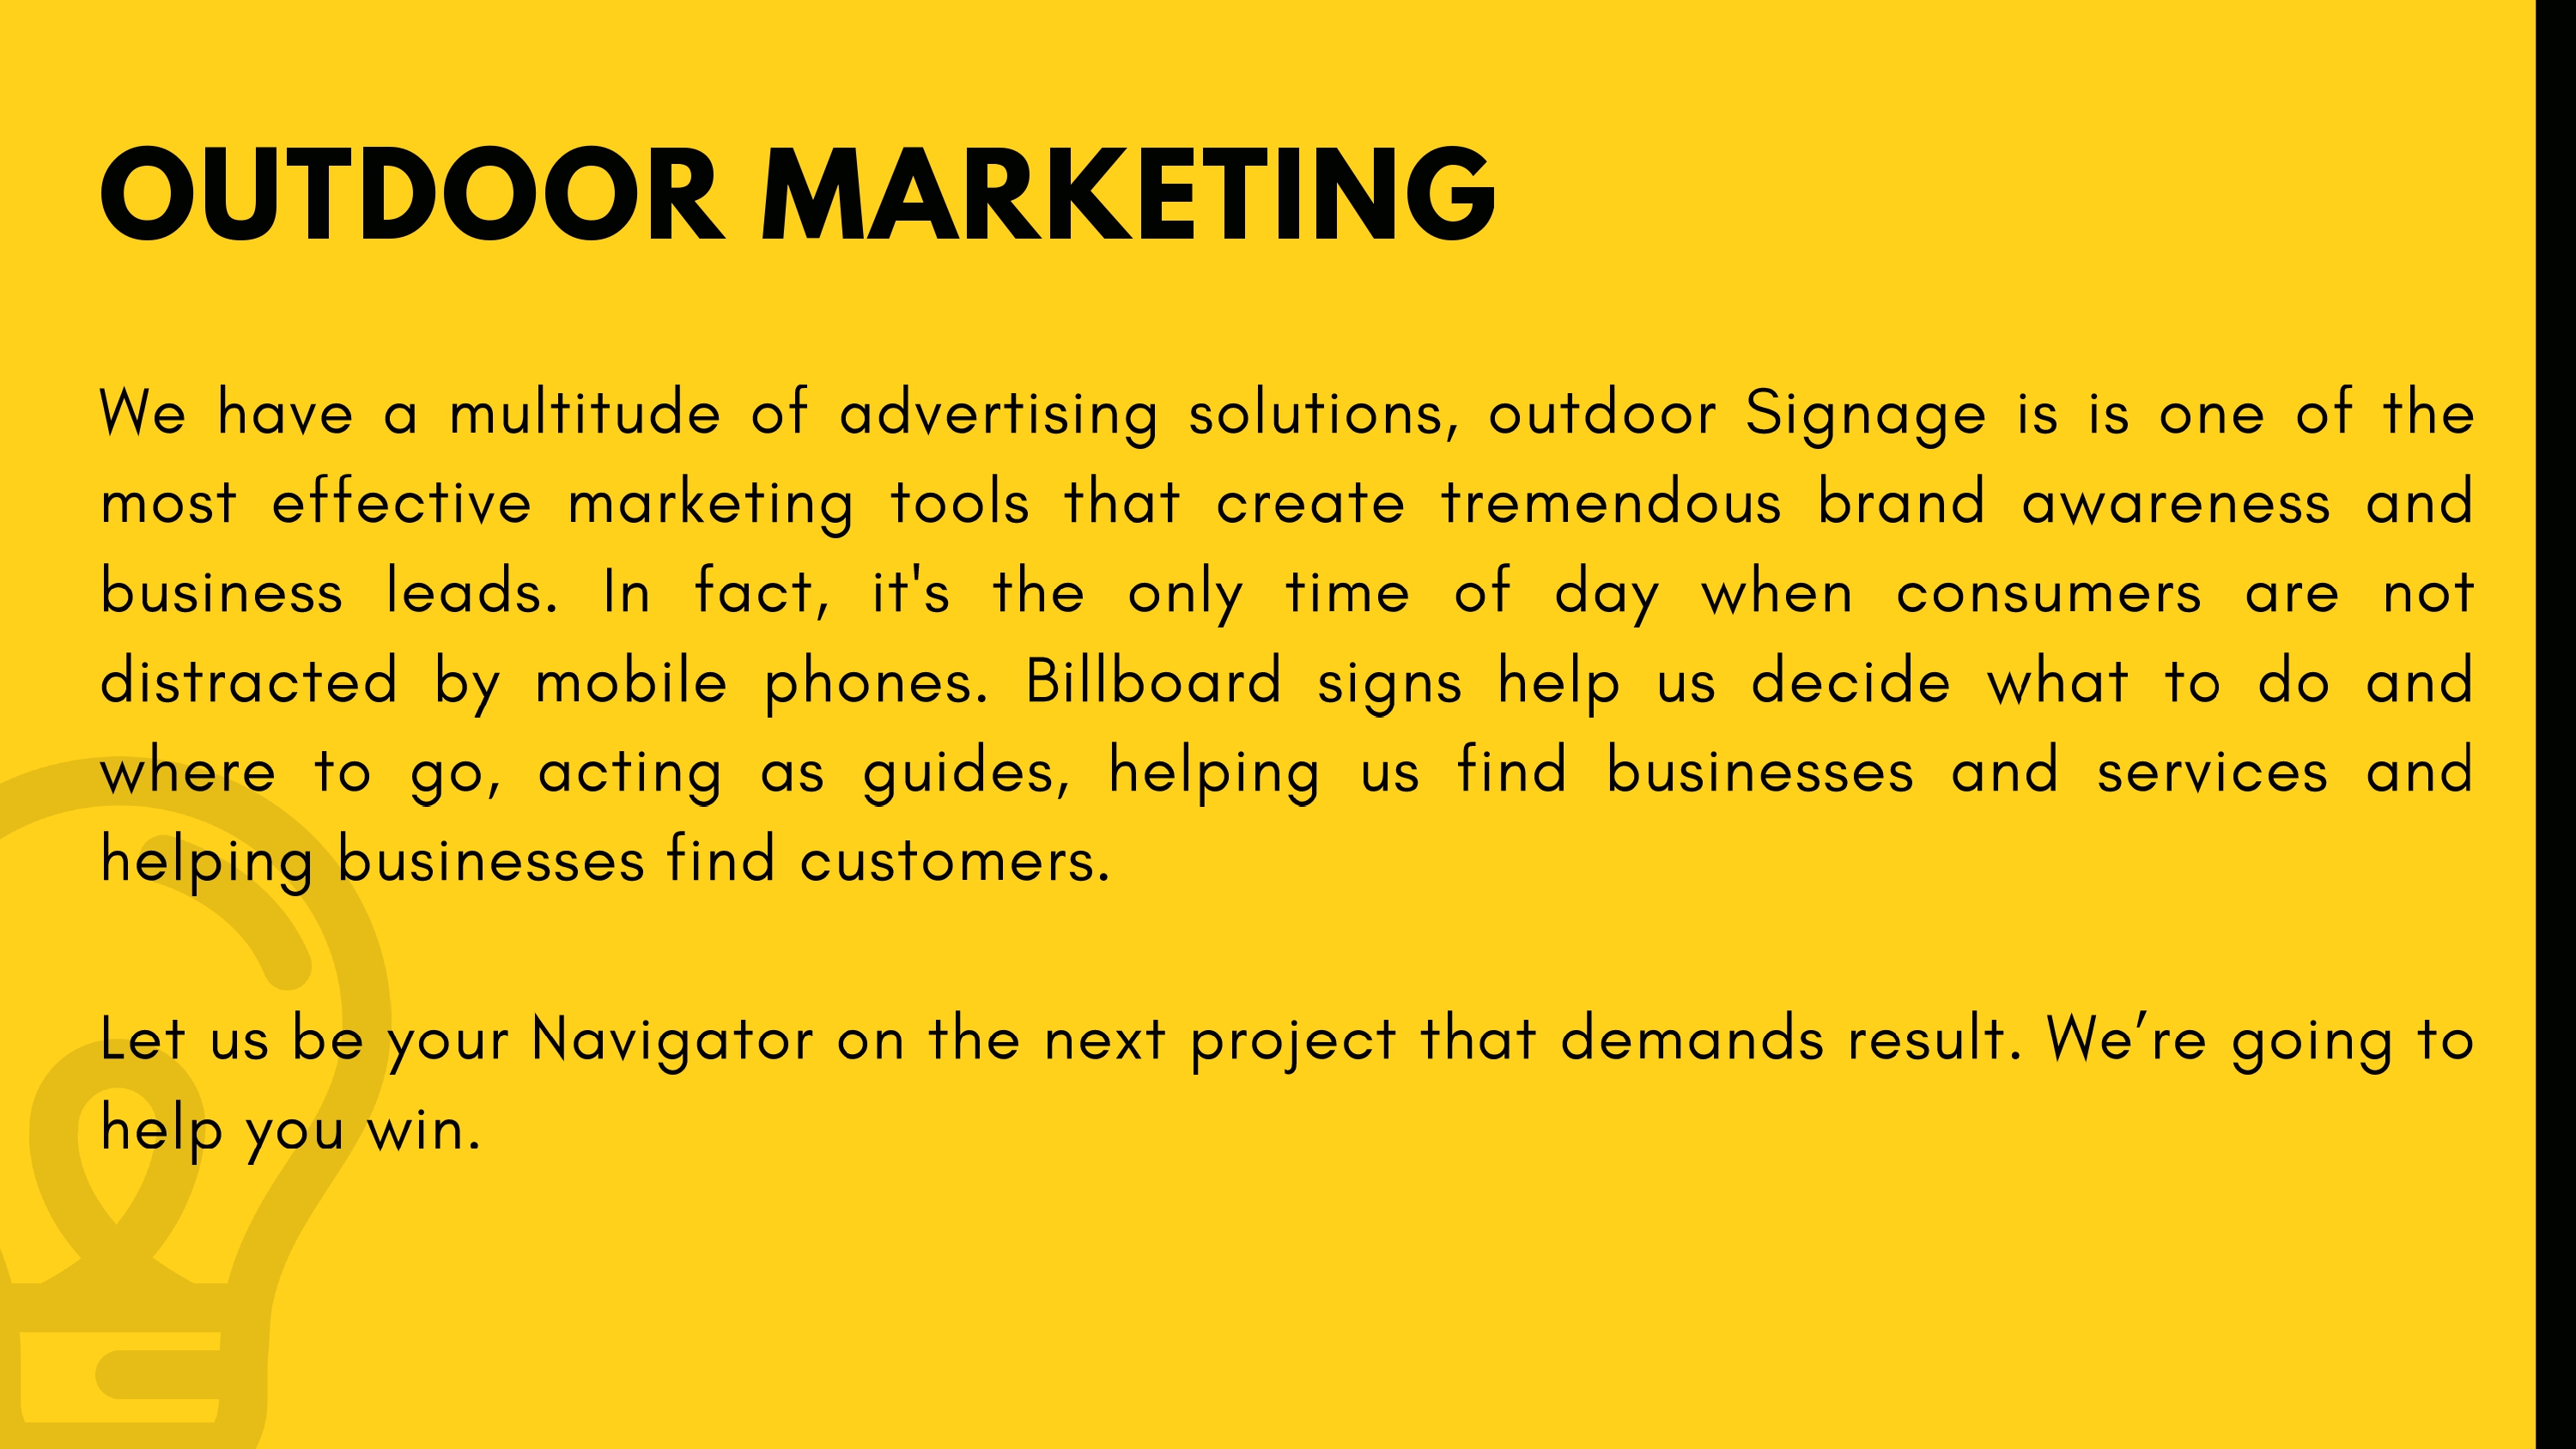 OUTDOOR MARKETING
We have a multitude of advertising solutions, outdoor Signage is is one of the
most effective marketing tools that create tremendous brand awareness and
business leads. In fact, it's the only time of day when consumers are not
distracted by mobile phones. Billboard signs help us decide what to do and
where to go, acting as guides, helping us find businesses and services and
helping businesses find customers.
Let us be your Navigator on the next project that demands result. We’re going to
help you win.